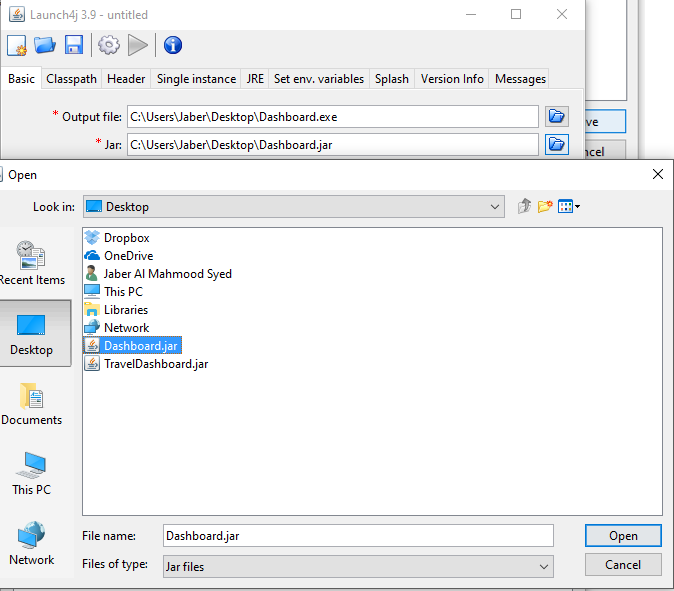 Launch4j 3.9 - untitled
Basic Classpath Header Single instance JRE Set env. variables Splash Version Info Messages
* Output file: C:\Users\Jaber\Desktop\Dashboard.exe
* Jar: C:\Users\Jaber\Desktop\Dashboard.jar
Open
Look in: Desktop
Dropbox
OneDrive
Jaber Al Mahmood Syed
This PC
Libraries
Network
Dashboard.jar
TravelDashboard.jar
Recent Items
Desktop
Documents
This PC
Network
File name: Dashboard.jar Open
Files of type: Jar files Cancel